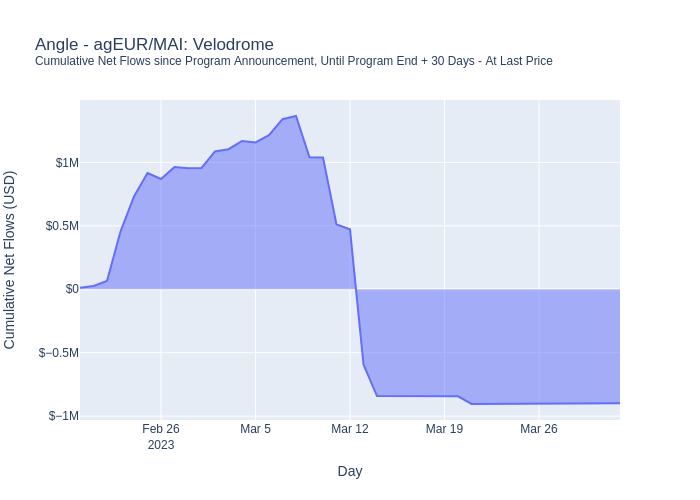 Angle - agEUR/MAI: Velodrome
Cumulative Net Flows since Program Announcement, Until Program End + 30 Days - At Last Price
Cumulative Net Flows (USD)
$1M
$0.5M
$0
$−0.5M
$−1M
Feb 26
2023
Mar 5
Mar 12
Mar 19
Mar 26
Day